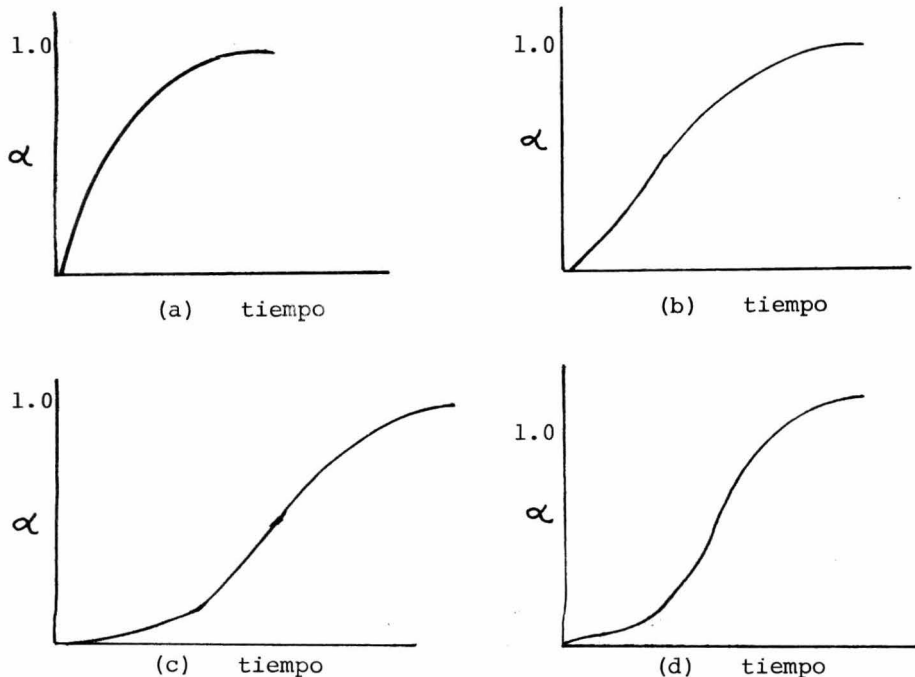 1.0
α
(a) tiempo
1.0
α
(b) tiempo
1.0
α
(c) tiempo
1.0
α
(d) tiempo